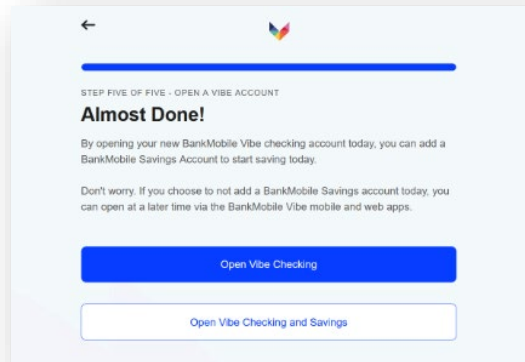 STEP FIVE OF FIVE - OPEN A VIBE ACCOUNT
Almost Done!
By opening your new BankMobile Vibe checking account today, you can add a
BankMobile Savings Account to start saving today.
Don't worry. If you choose to not add a BankMobile Savings account today, you
can open at a later time via the BankMobile Vibe mobile and web apps.
Open Vibe Checking
Open Vibe Checking and Savings